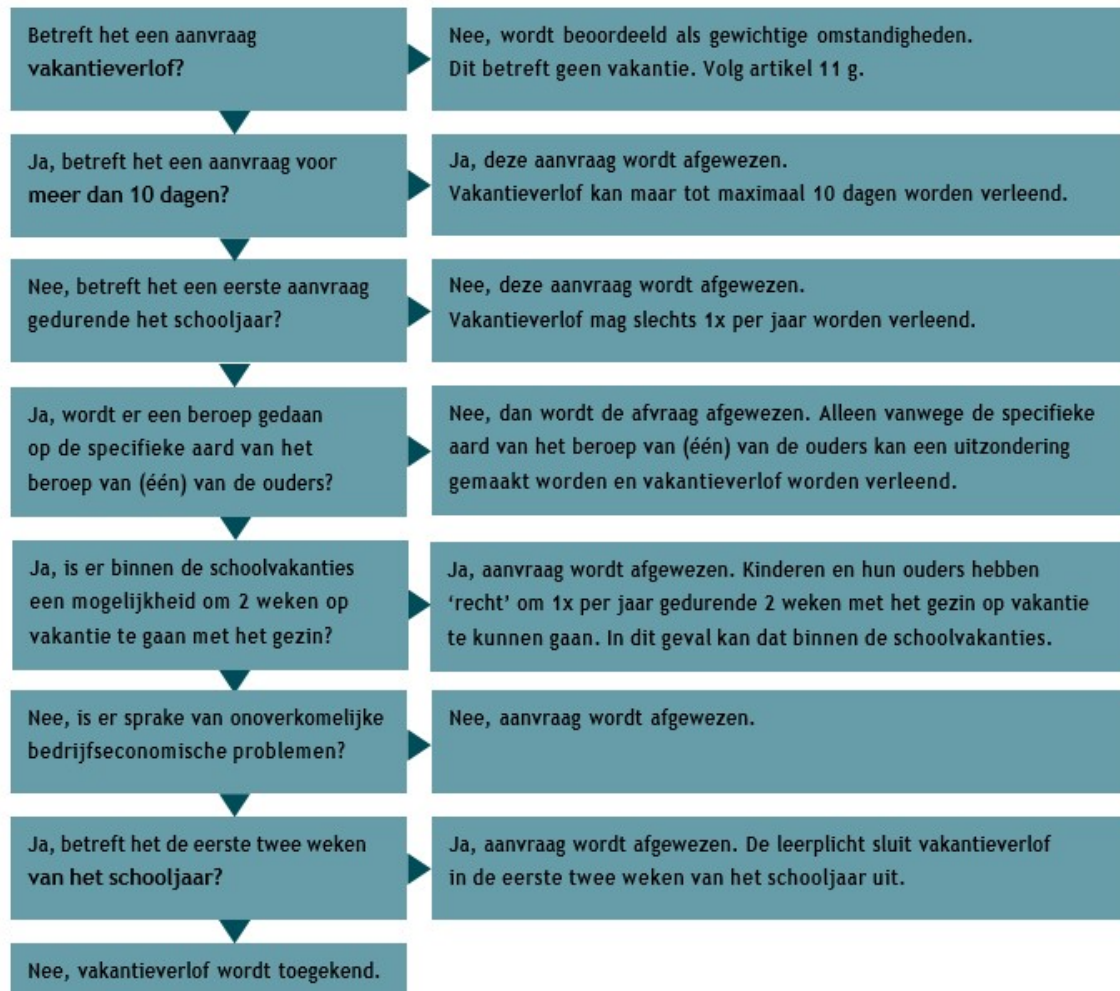 Betreft het een aanvraag
vakantieverlof?
Nee, wordt beoordeeld als gewichtige omstandigheden.
Dit betreft geen vakantie. Volg artikel 11 g.
Ja, betreft het een aanvraag voor
meer dan 10 dagen?
Ja, deze aanvraag wordt afgewezen.
Vakantieverlof kan maar tot maximaal 10 dagen worden verleend.
Nee, betreft het een eerste aanvraag
gedurende het schooljaar?
Nee, deze aanvraag wordt afgewezen.
Vakantieverlof mag slechts 1x per jaar worden verleend.
Ja, wordt er een beroep gedaan
op de specifieke aard van het
beroep van (één) van de ouders?
Nee, dan wordt de afvraag afgewezen. Alleen vanwege de specifieke
aard van het beroep van (één) van de ouders kan een uitzondering
gemaakt worden en vakantieverlof worden verleend.
Ja, is er binnen de schoolvakanties
een mogelijkheid om 2 weken op
vakantie te gaan met het gezin?
Ja, aanvraag wordt afgewezen. Kinderen en hun ouders hebben
‘recht’ om 1x per jaar gedurende 2 weken met het gezin op vakantie
te kunnen gaan. In dit geval kan dat binnen de schoolvakanties.
Nee, is er sprake van onoverkomelijke
bedrijfseconomische problemen?
Nee, aanvraag wordt afgewezen.
Ja, betreft het de eerste twee weken
van het schooljaar?
Ja, aanvraag wordt afgewezen. De leerplicht sluit vakantieverlof
in de eerste twee weken van het schooljaar uit.
Nee, vakantieverlof wordt toegekend.